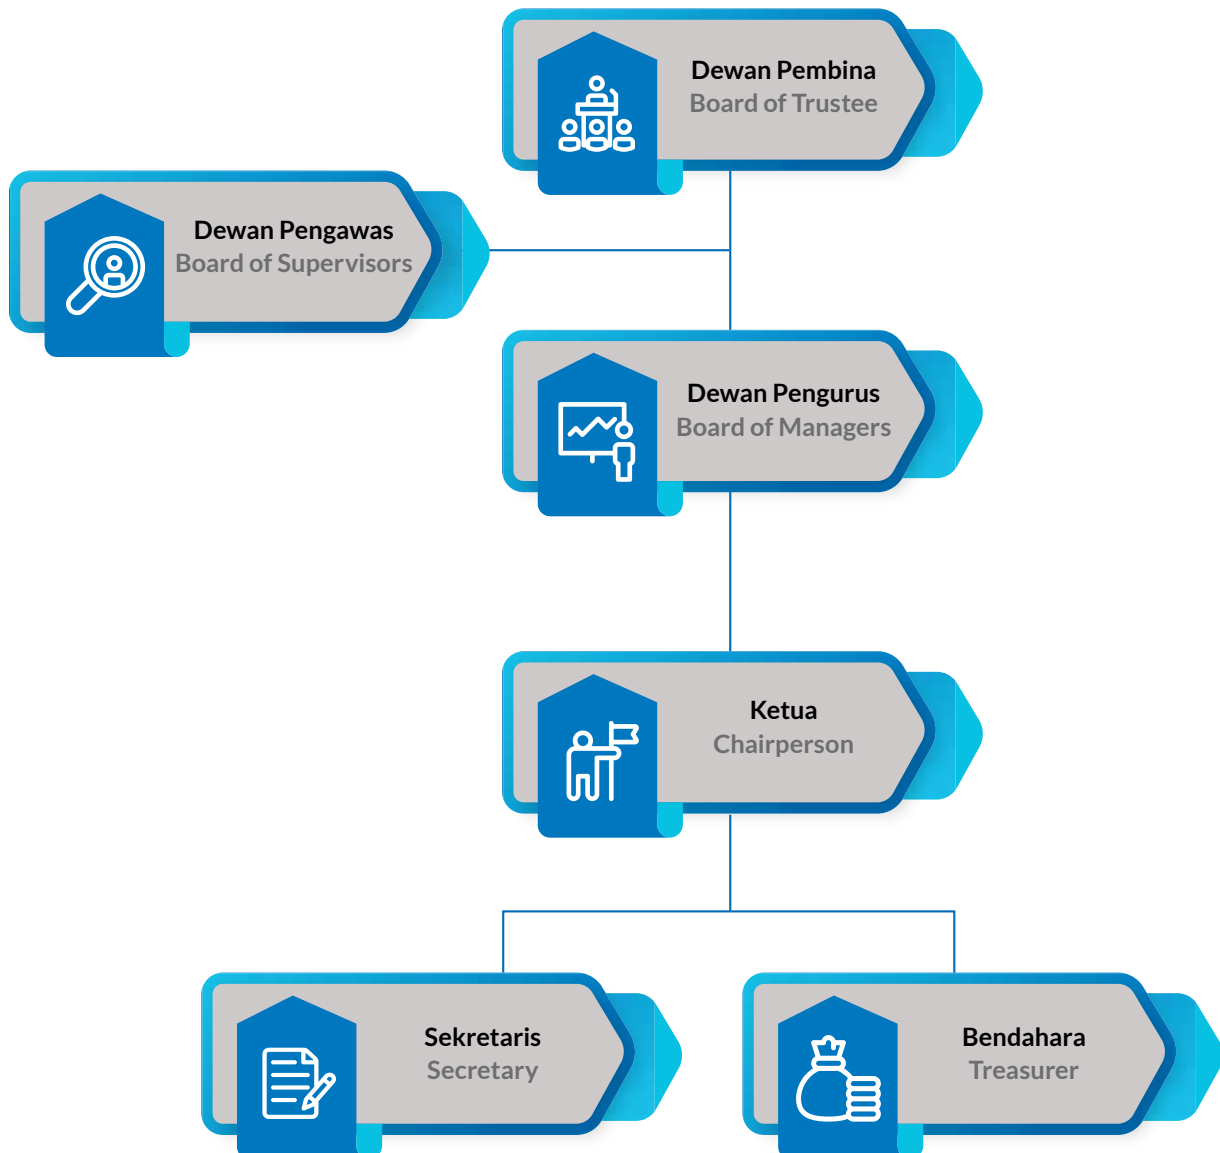 Dewan Pembina
Board of Trustee
Dewan Pengawas
Board of Supervisors
Dewan Pengurus
Board of Managers
Ketua
Chairperson
Sekretaris
Secretary
Bendahara
Treasurer